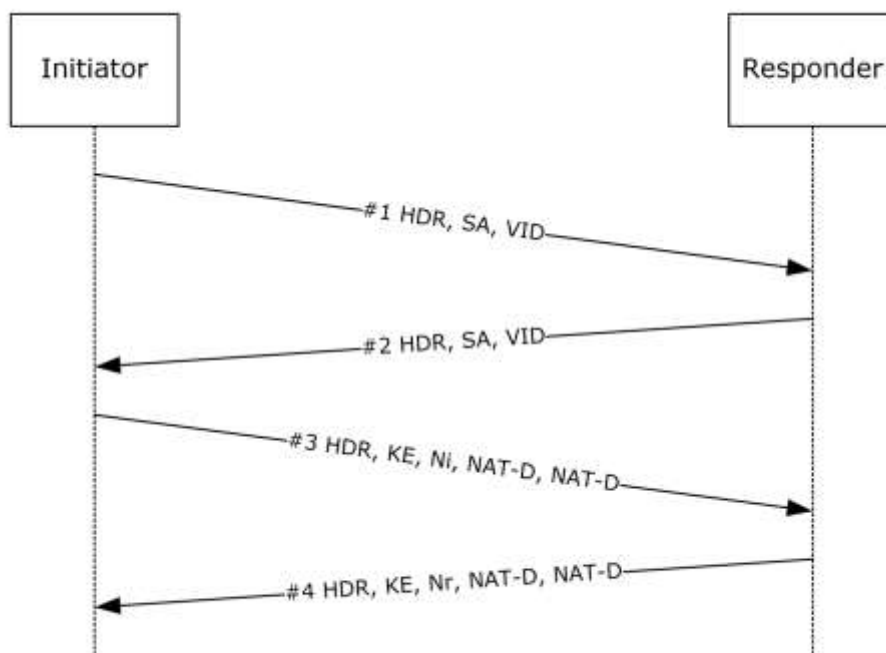 Initiator
Responder
#1 HDR, SA, VID
#2 HDR, SA, VID
#3 HDR, KE, Ni, NAT-D, NAT-D
#4 HDR, KE, Nr, NAT-D, NAT-D